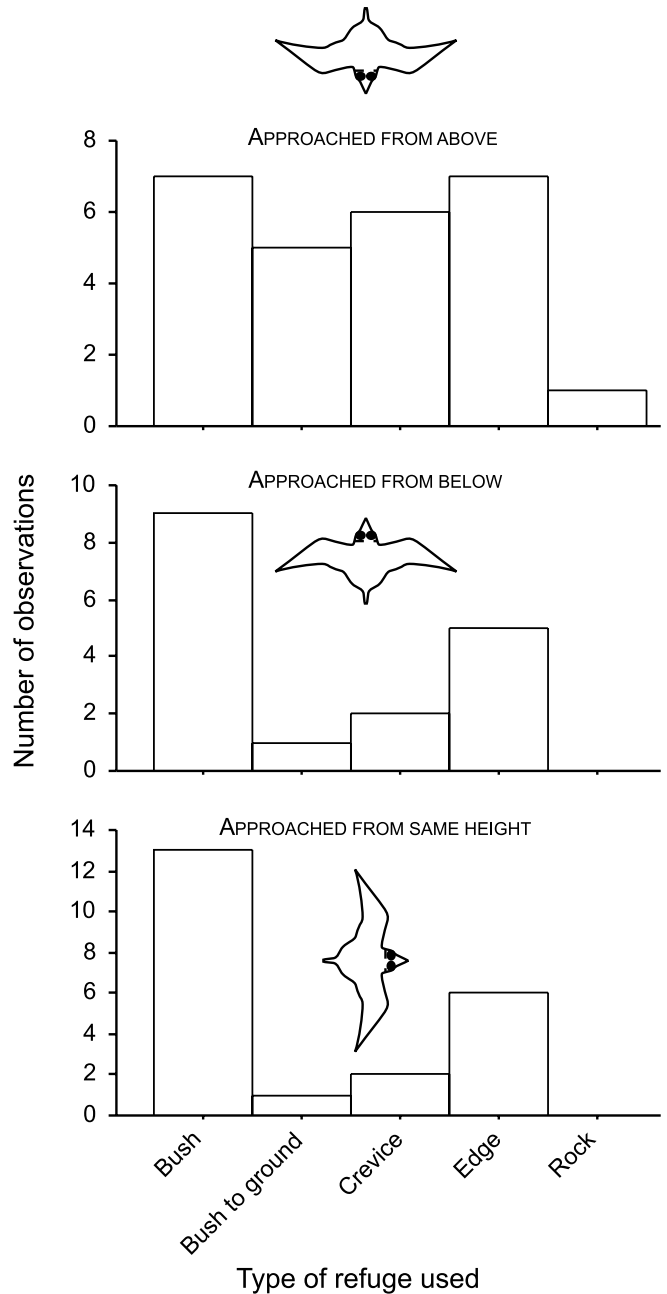 APPROACHED FROM ABOVE
8
6
4
2
0
APPROACHED FROM BELOW
10
8
6
4
2
0
Number of observations
APPROACHED FROM SAME HEIGHT
14
12
10
8
6
4
2
0
Bush
Bush to ground
Crevice
Edge
Rock
Type of refuge used